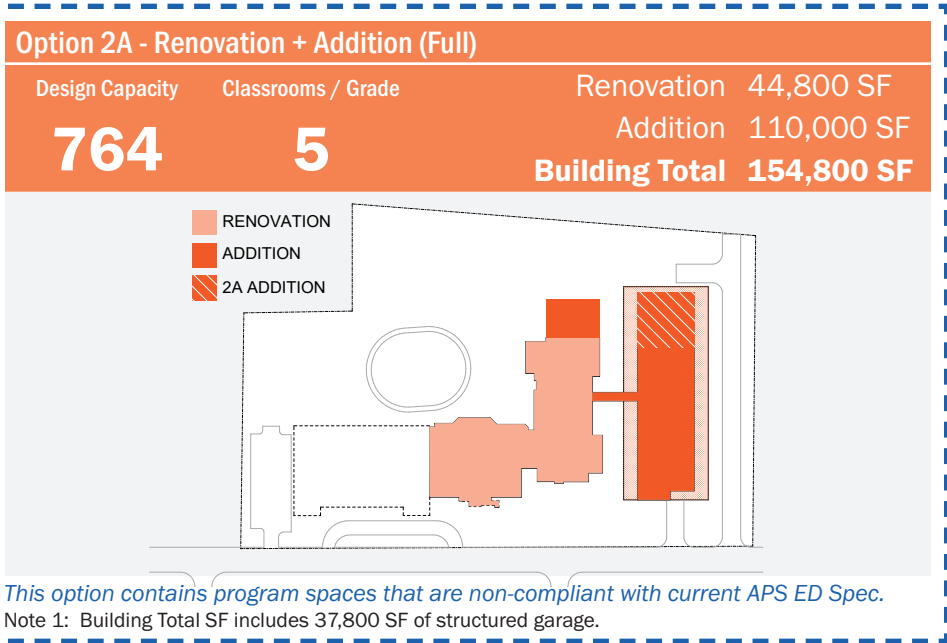 Option 2A - Renovation + Addition (Full)
Design Capacity
764
Classrooms / Grade
5
Renovation 44,800 SF
Addition 110,000 SF
Building Total 154,800 SF
RENOVATION
ADDITION
2A ADDITION
This option contains program spaces that are non-compliant with current APS ED Spec.
Note 1: Building Total SF includes 37,800 SF of structured garage.